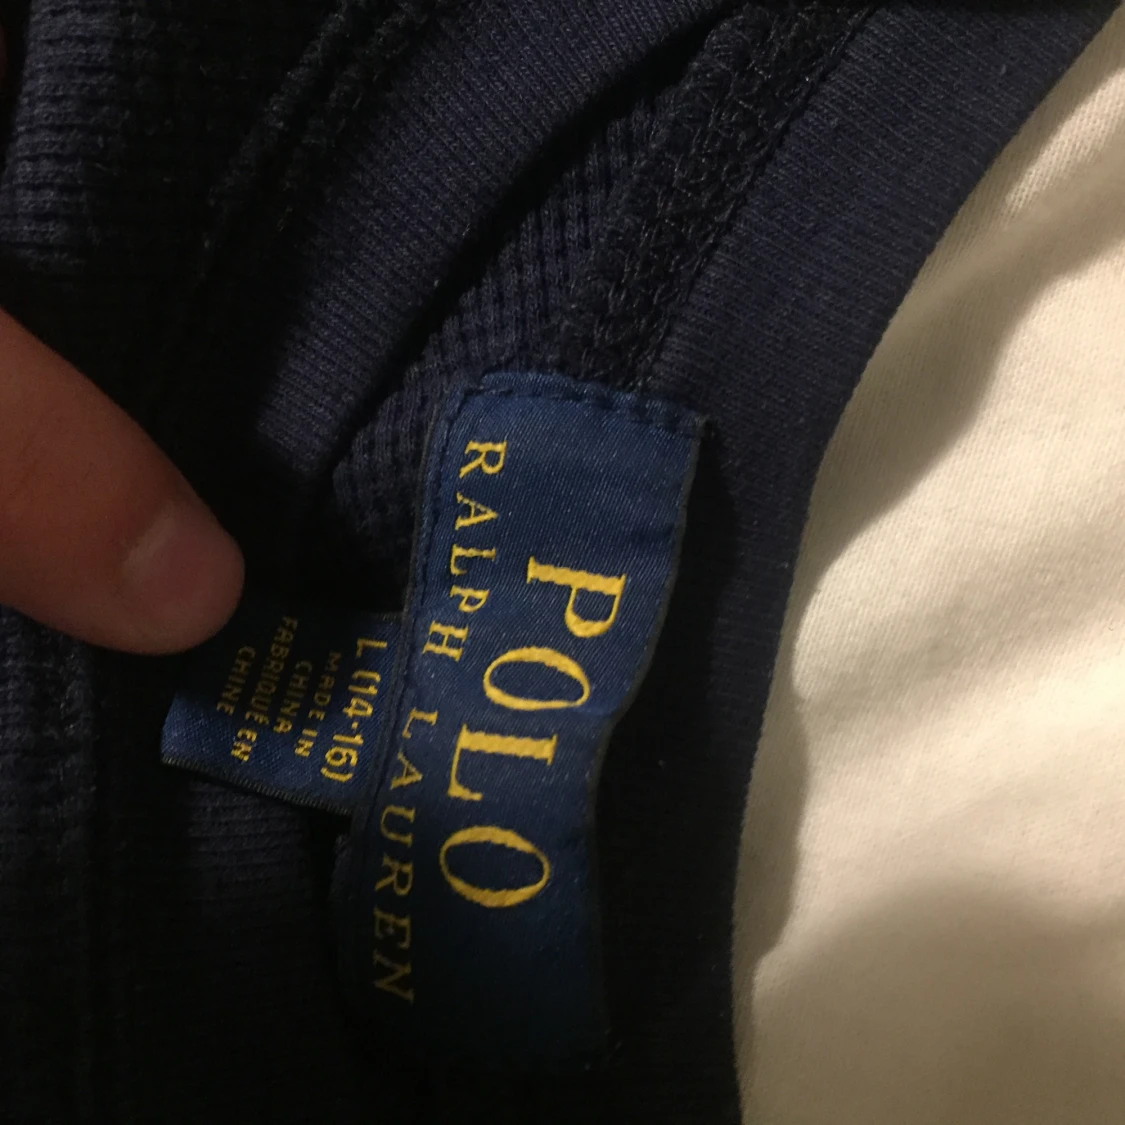 POLO
RALPH LAUREN
L (14-16)
MADE IN
CHINA
FABRIQUÉ EN
CHINE